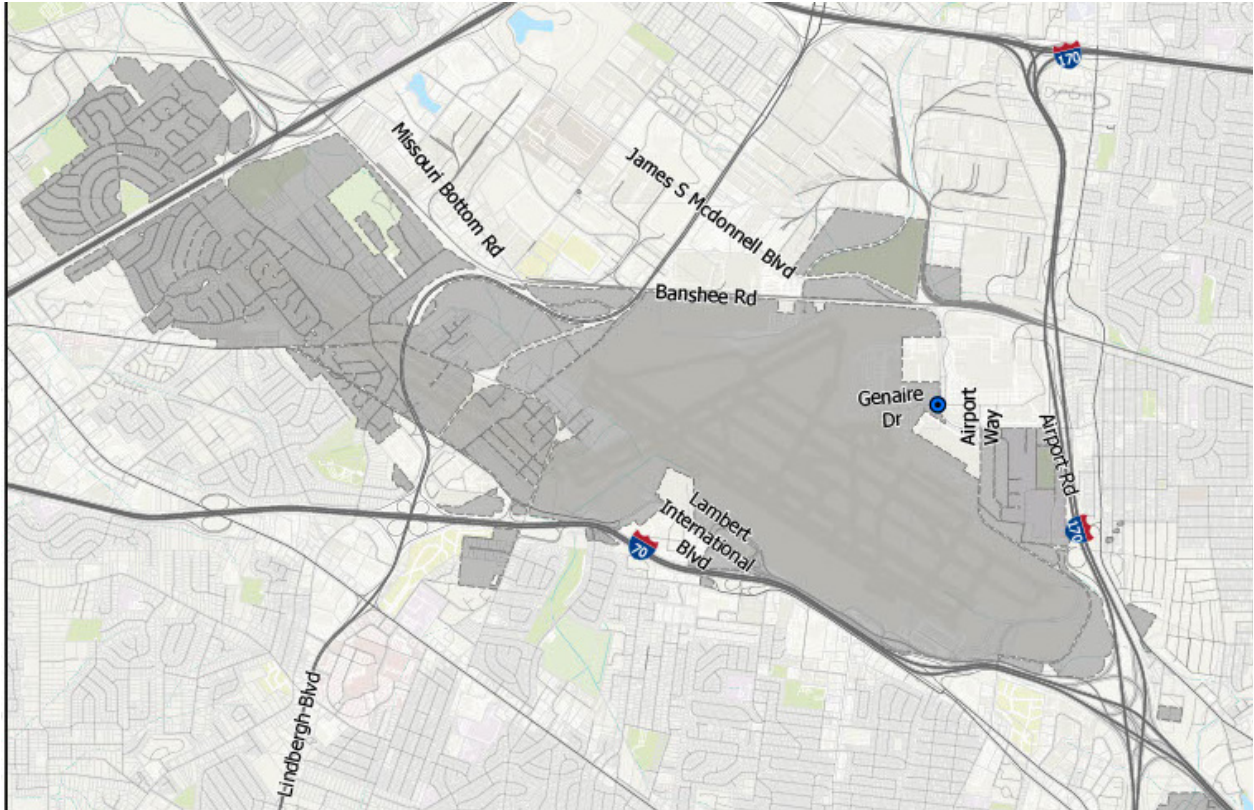 170
Missouri Bottom Rd
James S Mcdonnell Blvd
Banshee Rd
Genaire
Dr
Airport
Way
Airport Rd
Lambert
International
Blvd
70
170
Lindbergh Blvd